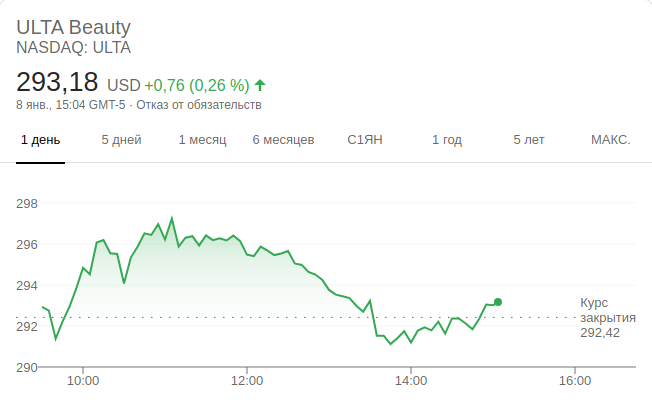 ULTA Beauty
NASDAQ: ULTA
293,18 USD +0,76 (0,26 %)
8 янв., 15:04 GMT-5 · Отказ от обязательств
1 день 5 дней 1 месяц 6 месяцев С1ЯН 1 год 5 лет МАКС.
298
296
294
292
290
Курс
закрытия
292,42
10:00 12:00 14:00 16:00